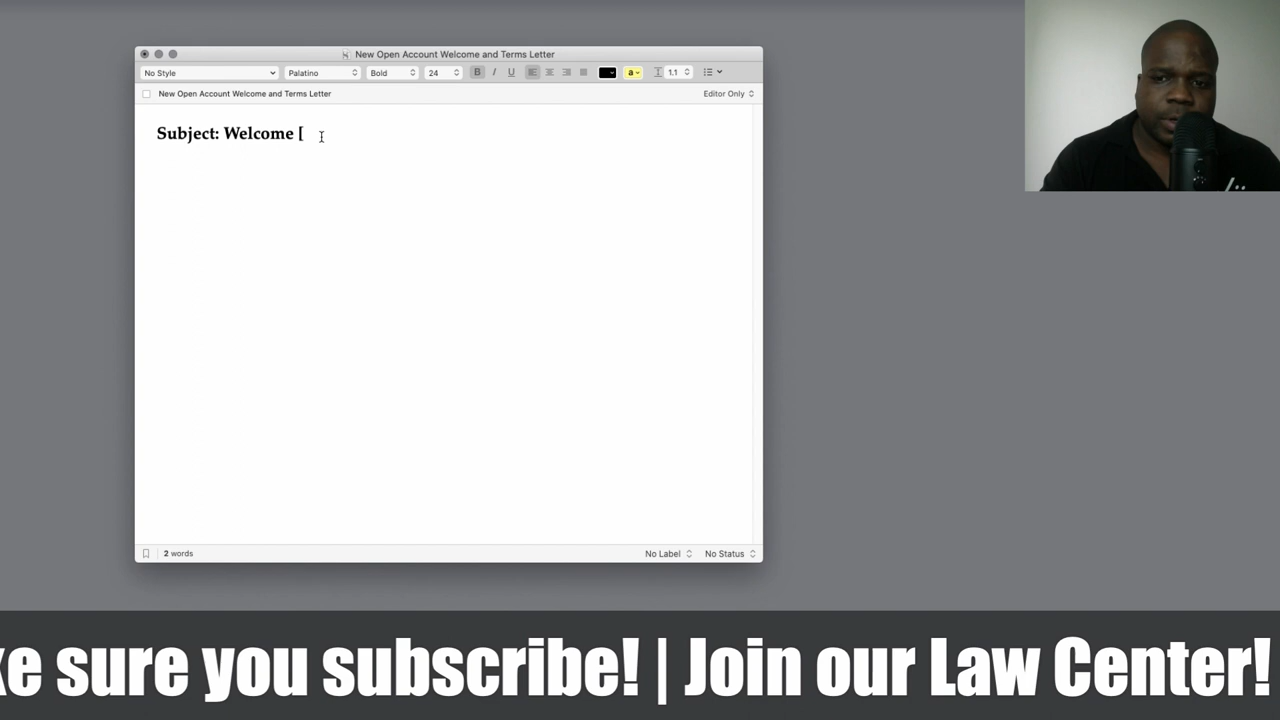 New Open Account Welcome and Terms Letter
No Style Palatino Bold 24 B I U a 1.1
New Open Account Welcome and Terms Letter Editor Only
Subject: Welcome [
2 words No Label No Status
ke sure you subscribe! | Join our Law Center!